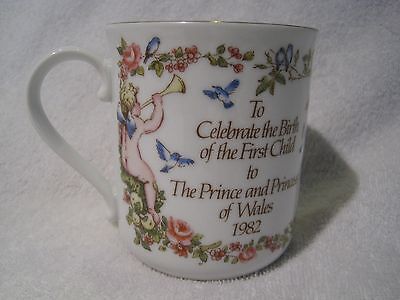 To
Celebrate the Birth
of the First Child
to
The Prince and Princess
of Wales
1982